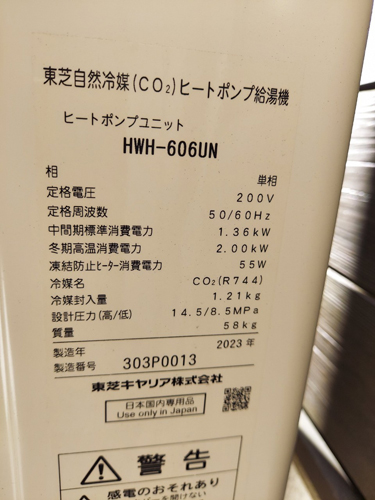 東芝自然冷媒(CO₂)ヒートポンプ給湯機
ヒートポンプユニット
HWH-606UN
相 単相
定格電圧 200V
定格周波数 50/60Hz
中間期標準消費電力 1.36kW
冬期高温消費電力 2.00kW
凍結防止ヒーター消費電力 55W
冷媒名 CO₂(R744)
冷媒封入量 1.21kg
設計圧力(高/低) 14.5/8.5MPa
質量 58kg
製造年 2023年
製造番号 303P0013
東芝キヤリア株式会社
日本国内専用品
Use only in Japan
警告
感電のおそれあり